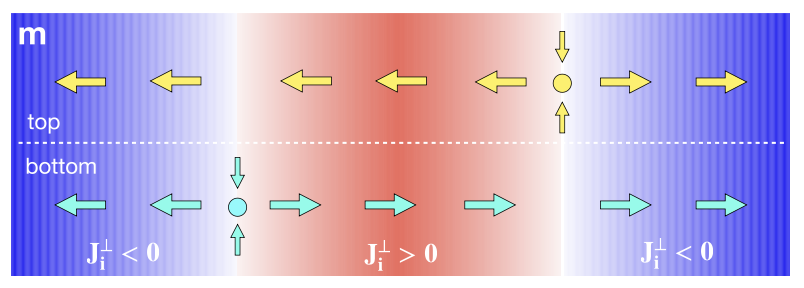 m
top
bottom
J_i^⊥ < 0
J_i^⊥ > 0
J_i^⊥ < 0